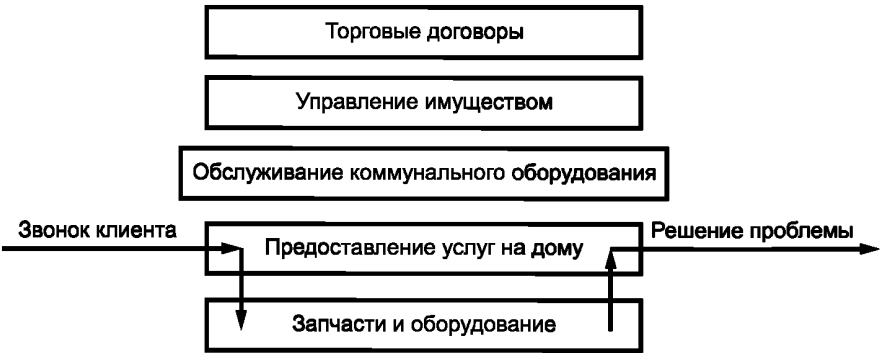 Торговые договоры
Управление имуществом
Обслуживание коммунального оборудования
Звонок клиента
Предоставление услуг на дому
Решение проблемы
Запчасти и оборудование